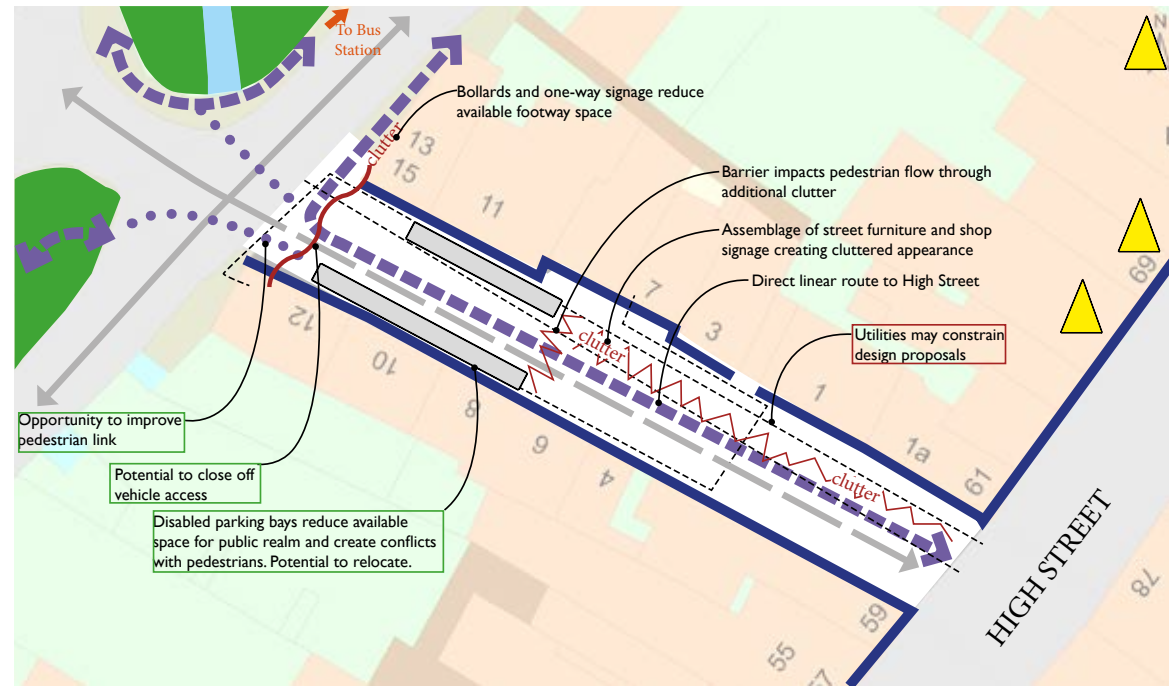 To Bus
Station
Bollards and one-way signage reduce
available footway space
clutter
13
15
11
Barrier impacts pedestrian flow through
additional clutter
Assemblage of street furniture and shop
signage creating cluttered appearance
Direct linear route to High Street
7
3
clutter
Utilities may constrain
design proposals
69
12
10
8
6
4
1
1a
61
clutter
Opportunity to improve
pedestrian link
Potential to close off
vehicle access
Disabled parking bays reduce available
space for public realm and create conflicts
with pedestrians. Potential to relocate.
HIGH STREET
78
59
55
57